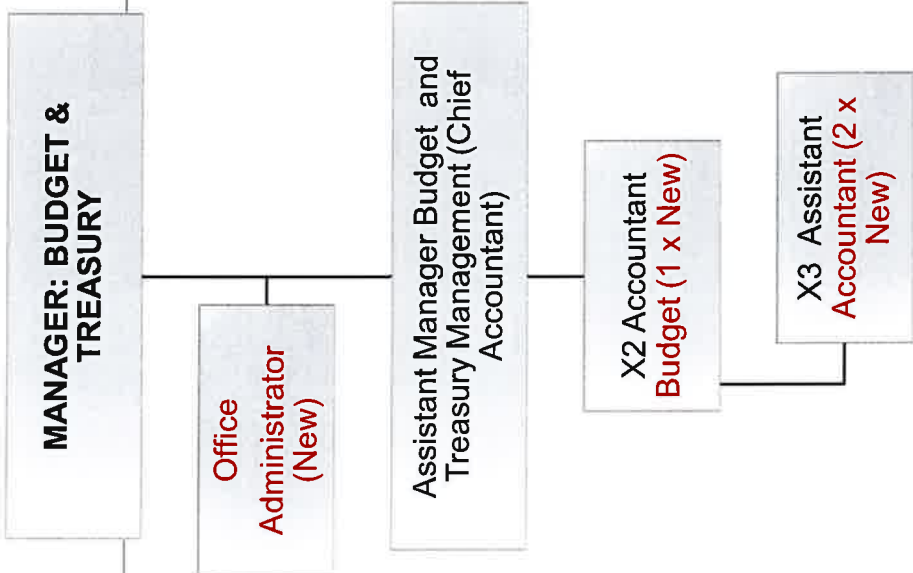 MANAGER: BUDGET &
TREASURY
Office
Administrator
(New)
Assistant Manager Budget and
Treasury Management (Chief
Accountant)
X2 Accountant
Budget (1 x New)
X3 Assistant
Accountant (2 x
New)